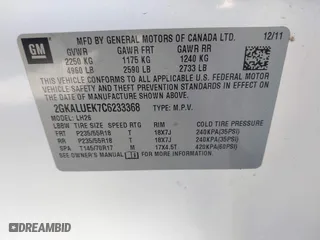 GM
MFD BY GENERAL MOTORS OF CANADA LTD.
12/11
GVWR GAWR FRT GAWR RR
2250 KG 1175 KG 1240 KG
4960 LB 2590 LB 2733 LB
THIS VEHICLE CONFORMS TO ALL APPLICABLE U.S. FEDERAL
MOTOR VEHICLE SAFETY AND THEFT PREVENTION STANDARDS
IN EFFECT ON THE DATE OF MANUFACTURE SHOWN ABOVE.
2GKALUEK7C6233368 TYPE: M.P.V.
MODEL: LH26
TIRE SIZE SPEED RTG RIM COLD TIRE PRESSURE
FRT P235/55R18 T 18X7J 240KPA(35PSI)
RR P235/55R18 T 18X7J 240KPA(35PSI)
SPA T145/70R17 M 17X4.5T 420KPA(60PSI)
SEE OWNER'S MANUAL FOR ADDITIONAL INFORMATION.
DRIVE AND BID.COM